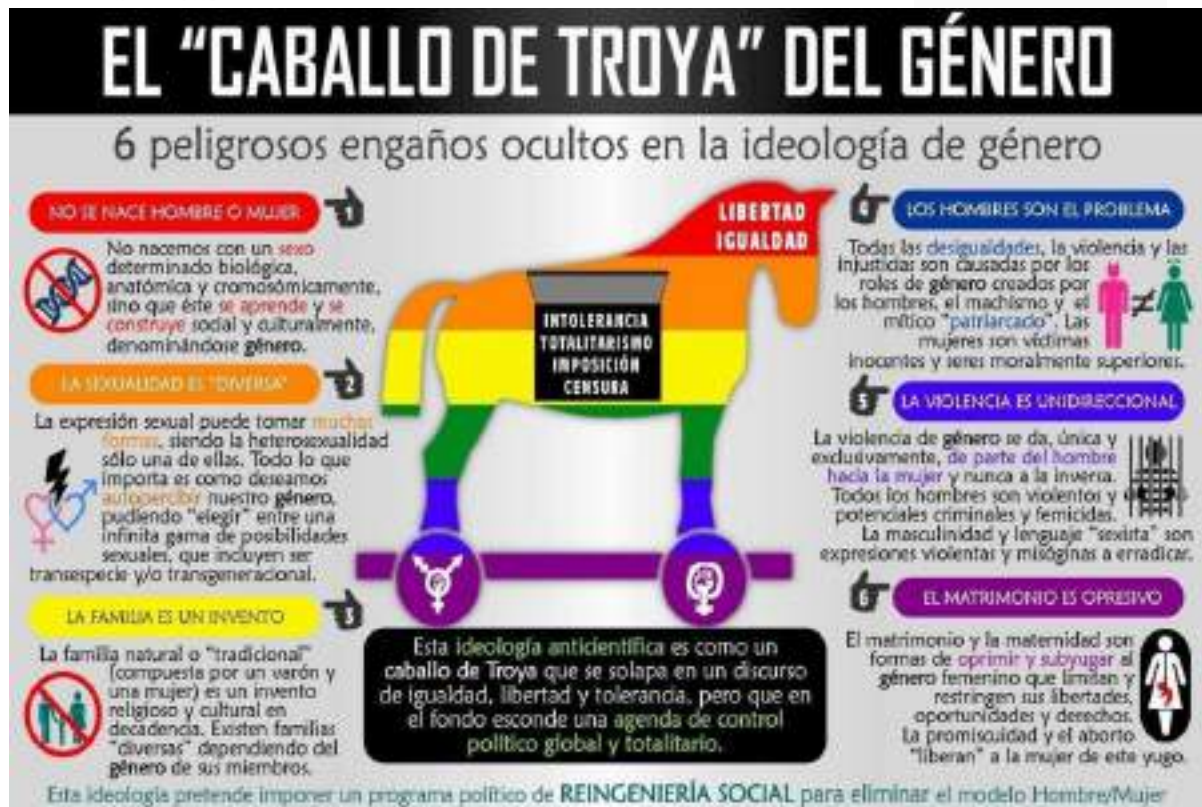 EL "CABALLO DE TROYA" DEL GÉNERO
6 peligrosos engaños ocultos en la ideología de género
NO SE NACE HOMBRE O MUJER
1
No nacemos con un sexo
determinado biológica,
anatómica y cromosómicamente,
sino que éste se aprende y se
construye social y culturalmente,
denominándose género.
LA SEXUALIDAD ES "DIVERSA"
2
La expresión sexual puede tomar muchas
formas, siendo la heterosexualidad
sólo una de ellas. Todo lo que
importa es como deseamos
autopercibir nuestro género,
pudiendo "elegir" entre una
infinita gama de posibilidades
sexuales, que incluyen ser
transespecie y/o transgeneracional.
LA FAMILIA ES UN INVENTO
3
La familia natural o "tradicional"
(compuesta por un varón y
una mujer) es un invento
religioso y cultural en
decadencia. Existen familias
"diversas" dependiendo del
género de sus miembros.
LIBERTAD
IGUALDAD
INTOLERANCIA
TOTALITARISMO
IMPOSICIÓN
CENSURA
Esta ideología anticientífica es como un
caballo de Troya que se solapa en un discurso
de igualdad, libertad y tolerancia, pero que en
el fondo esconde una agenda de control
político global y totalitario.
4
LOS HOMBRES SON EL PROBLEMA
Todas las desigualdades, la violencia y las
injusticias son causadas por los
roles de género creados por
los hombres, el machismo y el
mítico "patriarcado". Las
mujeres son víctimas
inocentes y seres moralmente superiores.
5
LA VIOLENCIA ES UNIDIRECCIONAL
La violencia de género se da, única y
exclusivamente, de parte del hombre
hacia la mujer y nunca a la inversa.
Todos los hombres son violentos y
potenciales criminales y femicidas.
La masculinidad y lenguaje "sexista" son
expresiones violentas y misóginas a erradicar.
6
EL MATRIMONIO ES OPRESIVO
El matrimonio y la maternidad son
formas de oprimir y subyugar al
género femenino que limitan y
restringen sus libertades,
oportunidades y derechos.
La promiscuidad y el aborto
"liberan" a la mujer de este yugo.
Esta ideología pretende imponer un programa político de REINGENIERÍA SOCIAL para eliminar el modelo Hombre/Mujer